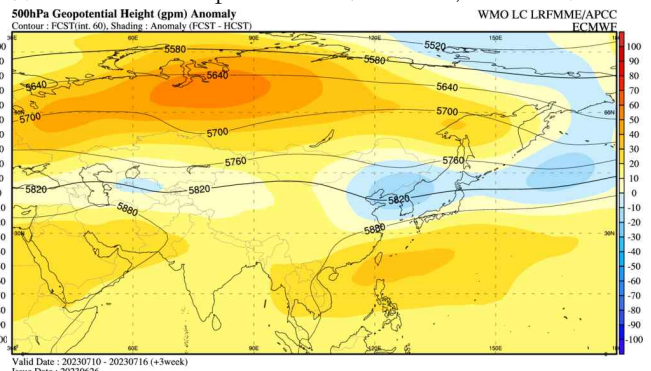 500hPa Geopotential Height (gpm) Anomaly
Contour : FCST(int. 60), Shading : Anomaly (FCST - HCST)
WMO LC LRFMME/APCC
ECMWF
5580
5580
5520
5640
5640
5640
5700
5700
5700
5760
5760
5820
5820
5820
5880
5880
60N
30N
30N
60E
90E
120E
150E
100
90
80
70
60
50
40
30
20
10
0
-10
-20
-30
-40
-50
-60
-70
-80
-90
-100
Valid Date : 20230710 - 20230716 (+3week)
Issue Date : 20230626